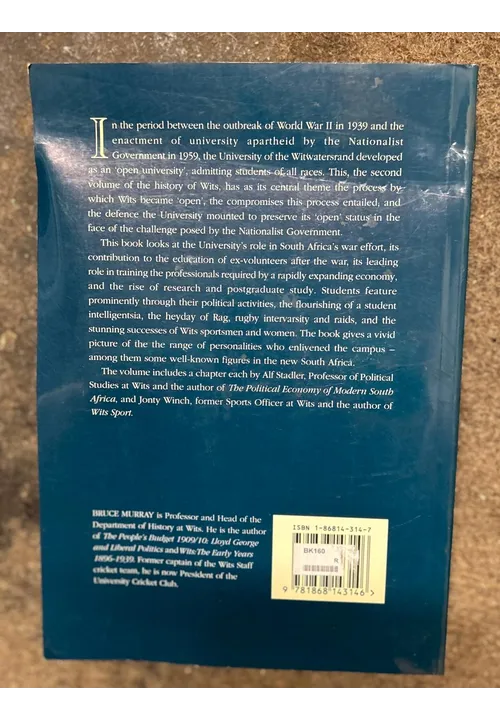 In the period between the outbreak of World War II in 1939 and the
enactment of university apartheid by the Nationalist
Government in 1959, the University of the Witwatersrand developed
as an 'open university', admitting students of all races. This, the second
volume of the history of Wits, has as its central theme the process by
which Wits became 'open', the compromises this process entailed, and
the defence the University mounted to preserve its 'open' status in
the face of the challenge posed by the Nationalist Government.
This book looks at the University's role in South Africa's war effort, its
contribution to the education of ex-volunteers after the war, its leading
role in training the professionals required by a rapidly expanding economy,
and the rise of research and postgraduate study. Students feature
prominently through their political activities, the flourishing of a student
intelligentsia, the heyday of Rag, rugby intervarsity and raids, and the
stunning successes of Wits sportsmen and women. The book gives a vivid
picture of the the range of personalities who enlivened the campus –
among them some well-known figures in the new South Africa.
The volume includes a chapter each by Alf Stadler, Professor of Political
Studies at Wits and the author of The Political Economy of Modern South
Africa, and Jonty Winch, former Sports Officer at Wits and the author of
Wits Sport.
BRUCE MURRAY is Professor and Head of the
Department of History at Wits. He is the author
of The People's Budget 1909/10: Lloyd George
and Liberal Politics and Wits: The Early Years
1896-1939. Former captain of the Wits Staff
cricket team, he is now President of the
University Cricket Club.
ISBN 1-86814-314-7
BK160
R
9 781868 143146 >